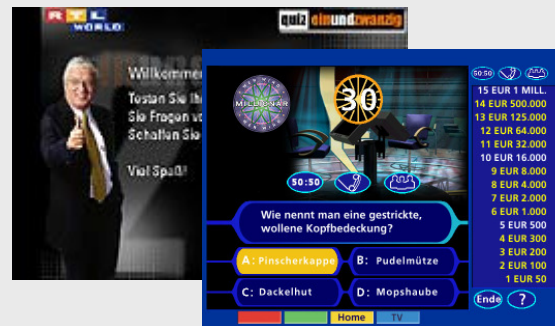 RTL
WORLD
quiz einundzwanzig
Willkommen
Testen Sie Ih
Sie Fragen vo
Schaffen Sie
Viel Spaß!
MILLIONÄR
30
50:50
Wie nennt man eine gestrickte,
wollene Kopfbedeckung?
A: Pinscherkappe
B: Pudelmütze
C: Dackelhut
D: Mopshaube
Home
TV
50:50
15 EUR 1 MILL.
14 EUR 500.000
13 EUR 125.000
12 EUR 64.000
11 EUR 32.000
10 EUR 16.000
9 EUR 8.000
8 EUR 4.000
7 EUR 2.000
6 EUR 1.000
5 EUR 500
4 EUR 300
3 EUR 200
2 EUR 100
1 EUR 50
Ende
?